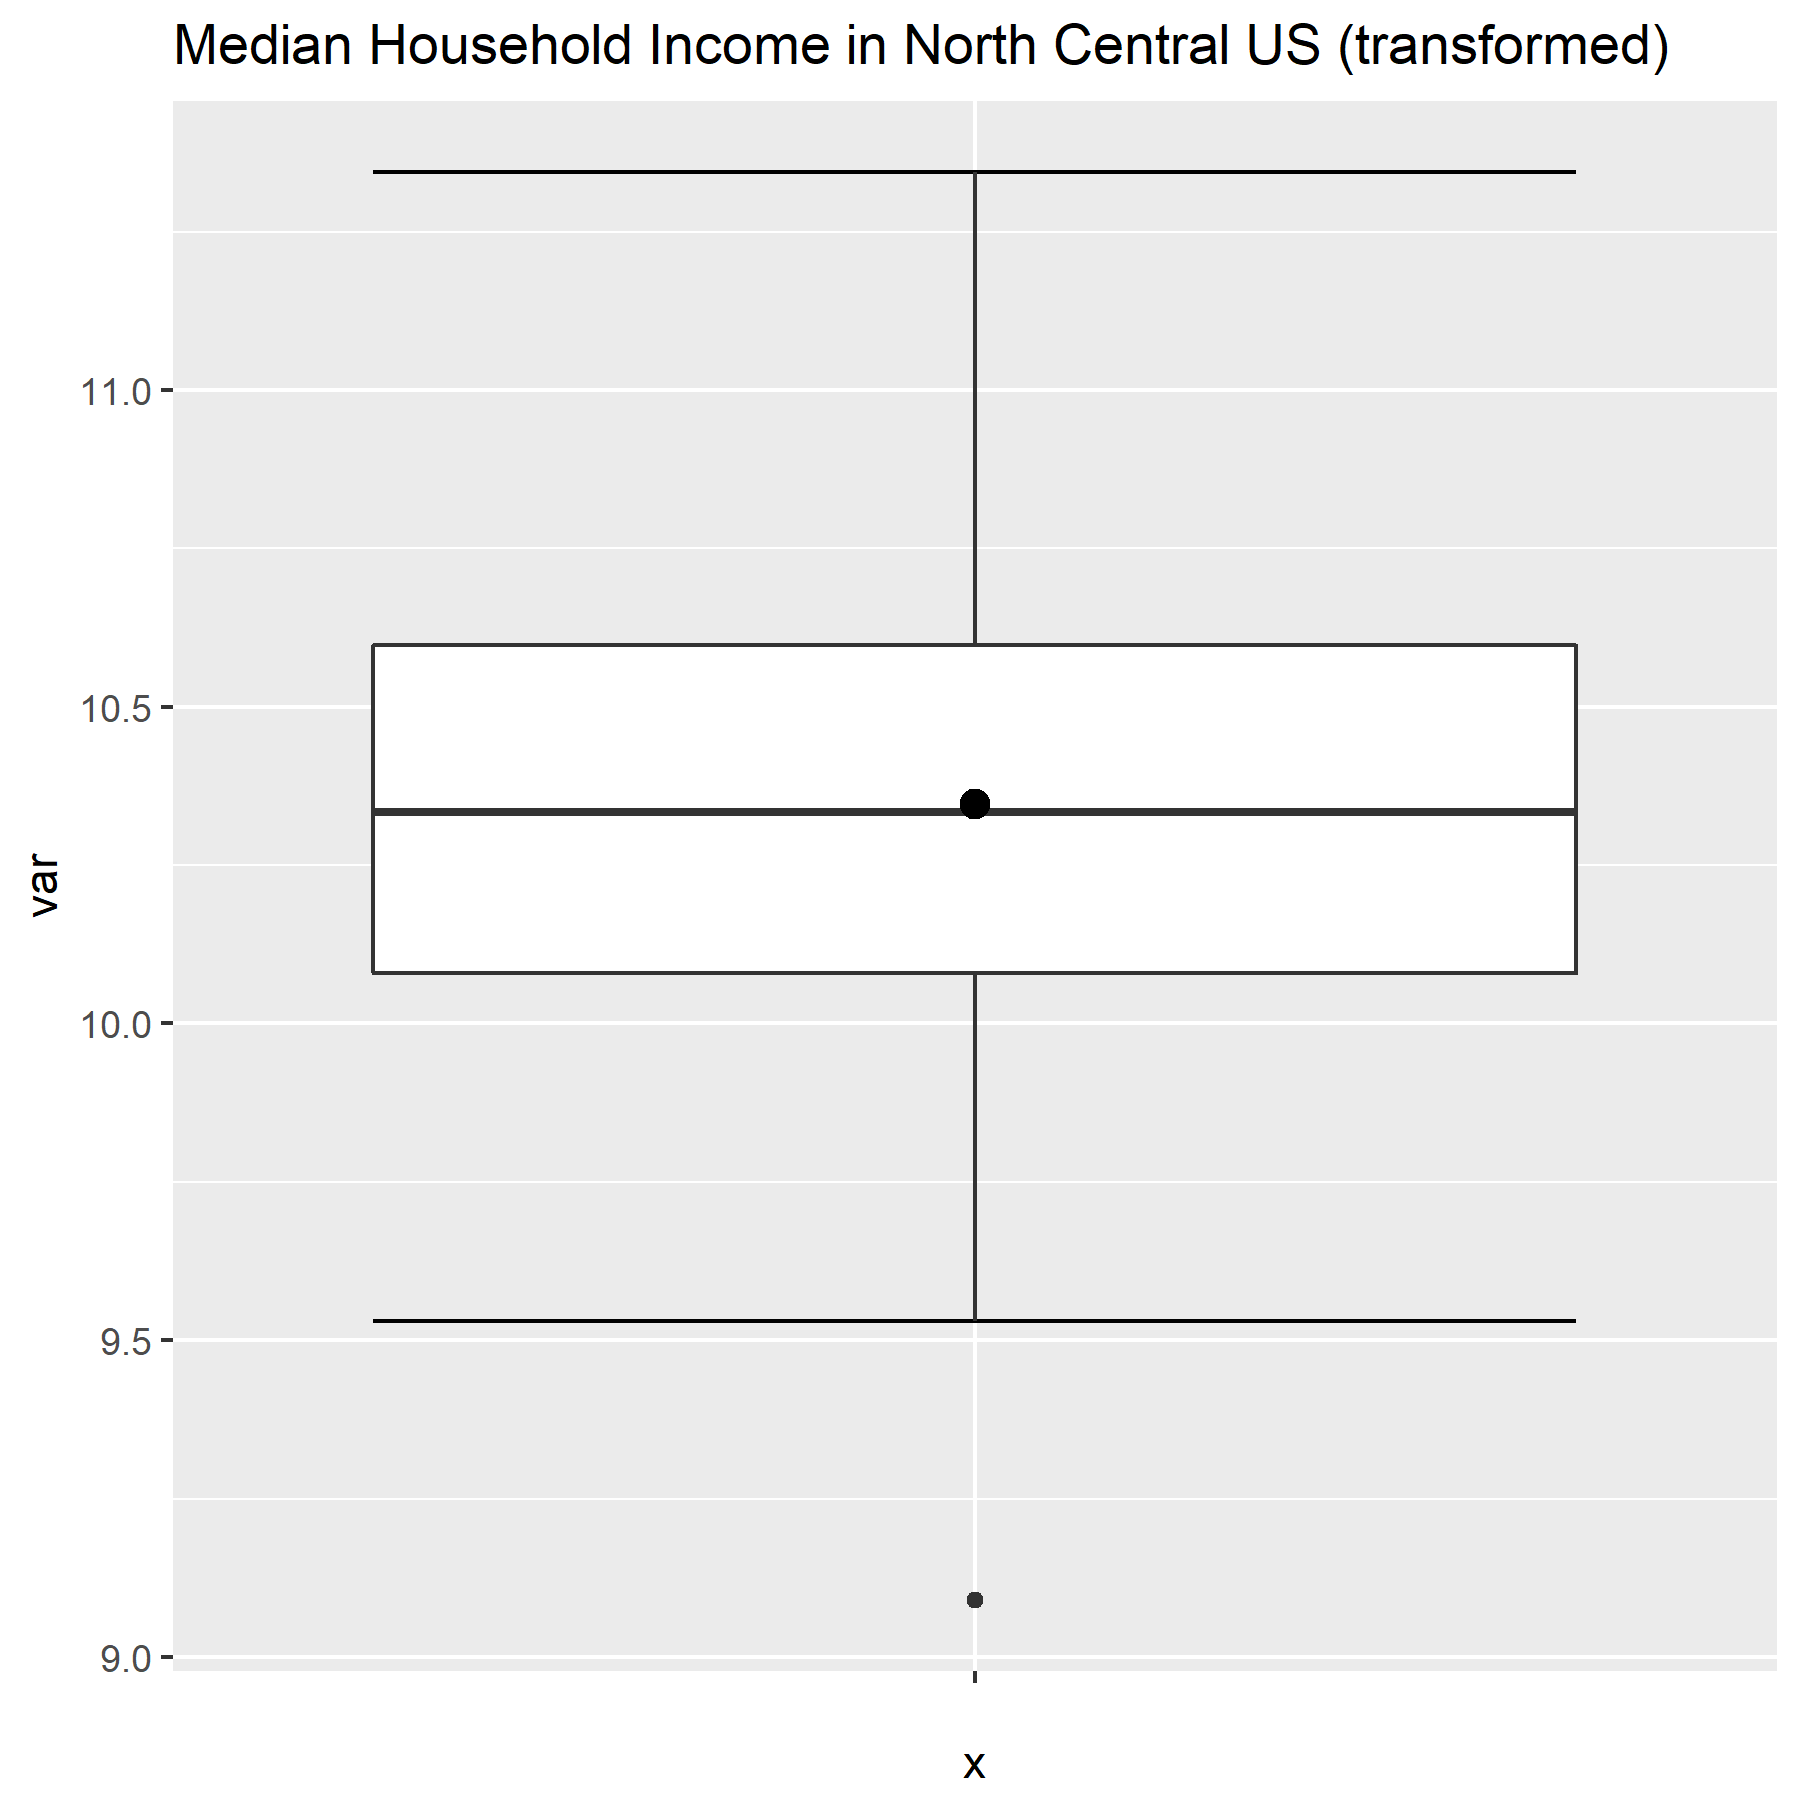 Median Household Income in North Central US (transformed)
11.0
10.5
10.0
9.5
9.0
var
x